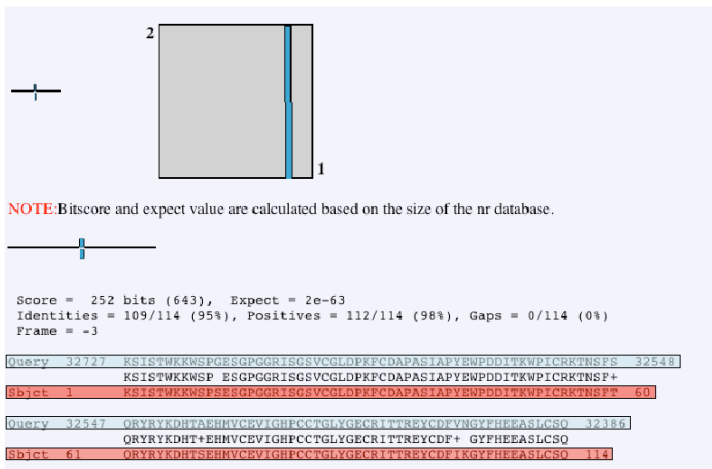 2
1
NOTE:Bitscore and expect value are calculated based on the size of the nr database.
Score = 252 bits (643), Expect = 2e-63
Identities = 109/114 (95%), Positives = 112/114 (98%), Gaps = 0/114 (0%)
Frame = -3
Query 32727 KSISTWKKWSPGESGPGGRISGSVCGLDPKFCDAPASIAPYEWPDDITKWPICRKTNSFS 32548
KSISTWKKWSP ESGPGGRISGSVCGLDPKFCDAPASIAPYEWPDDITKWPICRKTNSF+
Sbjct 1 KSISTWKKWSPSESGPGGRISGSVCGLDPKFCDAPASIAPYEWPDDITKWPICRKTNSFT 60
Query 32547 QRYRYKDHTAEHMVCEVIGHPCCTGLYGECRITTREYCDFVNGYFHEEASLCSQ 32386
QRYRYKDHT+EHMVCEVIGHPCCTGLYGECRITTREYCDF+ GYFHEEASLCSQ
Sbjct 61 QRYRYKDHTSEHMVCEVIGHPCCTGLYGECRITTREYCDFIKGYFHEEASLCSQ 114